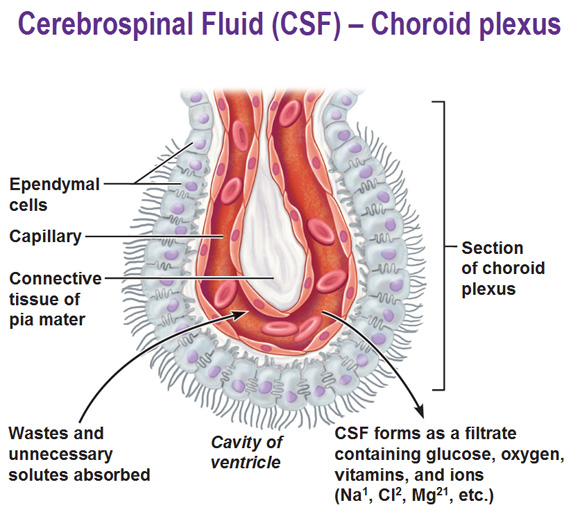 Cerebrospinal Fluid (CSF) – Choroid plexus
Ependymal
cells
Capillary
Connective
tissue of
pia mater
Section
of choroid
plexus
Wastes and
unnecessary
solutes absorbed
Cavity of
ventricle
CSF forms as a filtrate
containing glucose, oxygen,
vitamins, and ions
(Na¹, Cl², Mg²¹, etc.)